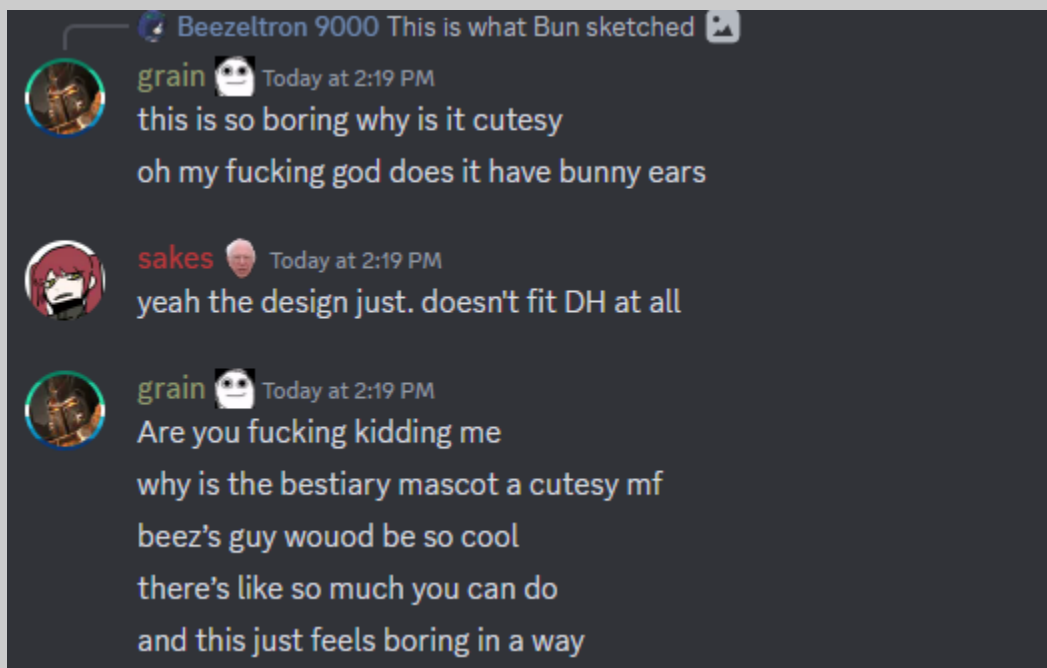 Beezeltron 9000 This is what Bun sketched
grain Today at 2:19 PM
this is so boring why is it cutesy
oh my fucking god does it have bunny ears
sakes Today at 2:19 PM
yeah the design just. doesn't fit DH at all
grain Today at 2:19 PM
Are you fucking kidding me
why is the bestiary mascot a cutesy mf
beez’s guy wouod be so cool
there’s like so much you can do
and this just feels boring in a way